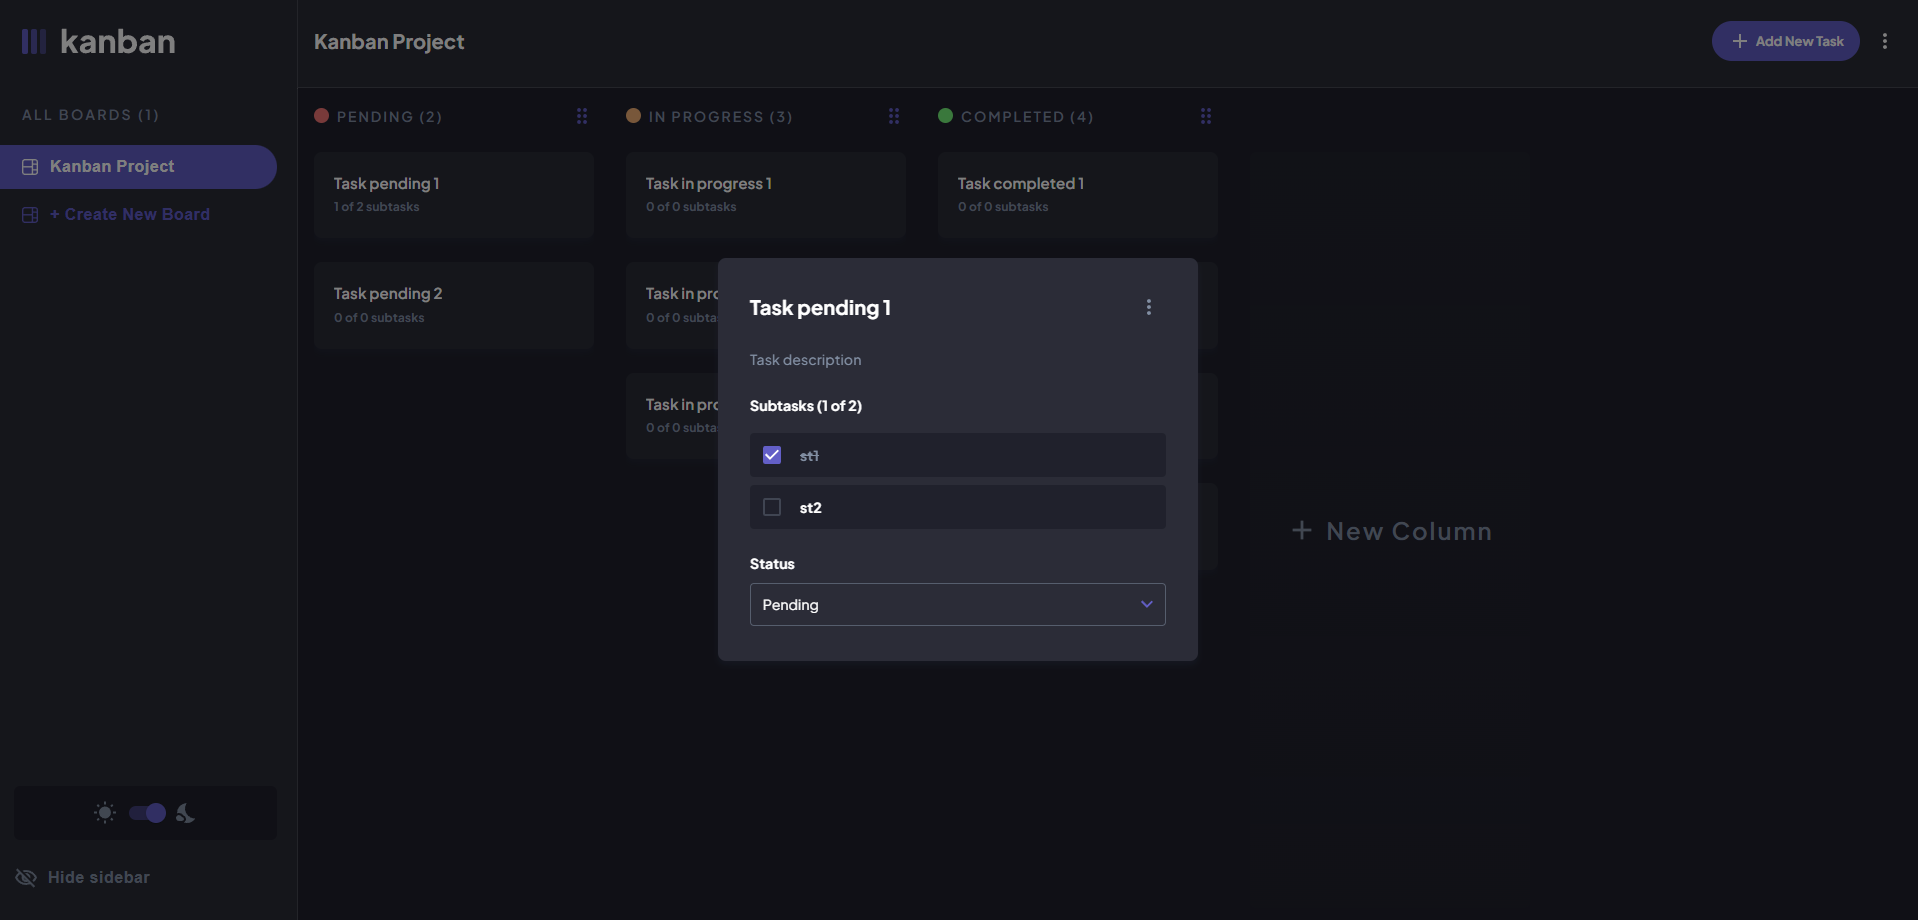 kanban
ALL BOARDS (1)
Kanban Project
+ Create New Board
Hide sidebar
Kanban Project
Add New Task
PENDING (2)
Task pending 1
1 of 2 subtasks
Task pending 2
0 of 0 subtasks
IN PROGRESS (3)
Task in progress 1
0 of 0 subtasks
Task in pro
0 of 0 subta
Task in pro
0 of 0 subta
COMPLETED (4)
Task completed 1
0 of 0 subtasks
+ New Column
Task pending 1
Task description
Subtasks (1 of 2)
st1
st2
Status
Pending